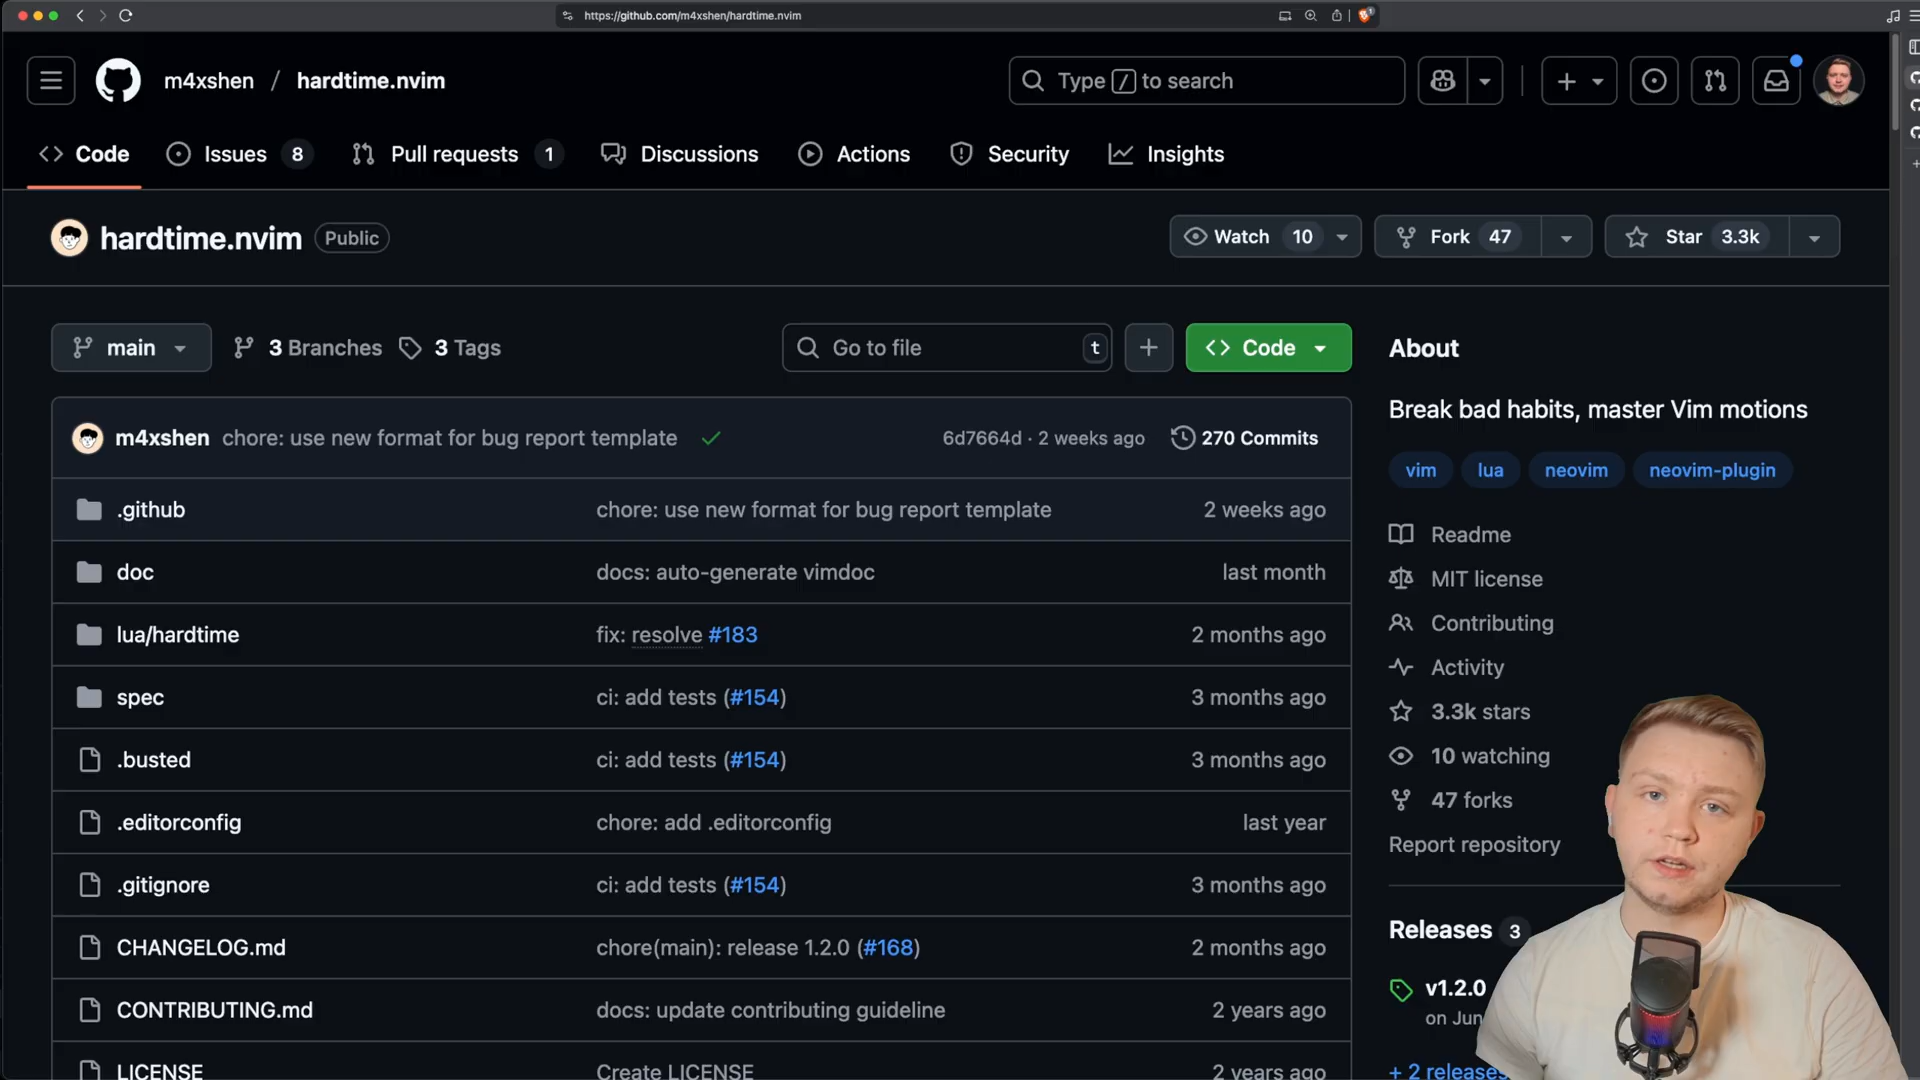 https://github.com/m4xshen/hardtime.nvim
m4xshen / hardtime.nvim
Type / to search
Code
Issues 8
Pull requests 1
Discussions
Actions
Security
Insights
hardtime.nvim Public
Watch 10
Fork 47
Star 3.3k
main
3 Branches
3 Tags
Go to file t
Code
m4xshen chore: use new format for bug report template 6d7664d · 2 weeks ago 270 Commits
.github chore: use new format for bug report template 2 weeks ago
doc docs: auto-generate vimdoc last month
lua/hardtime fix: resolve #183 2 months ago
spec ci: add tests (#154) 3 months ago
.busted ci: add tests (#154) 3 months ago
.editorconfig chore: add .editorconfig last year
.gitignore ci: add tests (#154) 3 months ago
CHANGELOG.md chore(main): release 1.2.0 (#168) 2 months ago
CONTRIBUTING.md docs: update contributing guideline 2 years ago
LICENSE Create LICENSE 2 years ago
About
Break bad habits, master Vim motions
vim lua neovim neovim-plugin
Readme
MIT license
Contributing
Activity
3.3k stars
10 watching
47 forks
Report repository
Releases 3
v1.2.0
on Jun
+ 2 releases